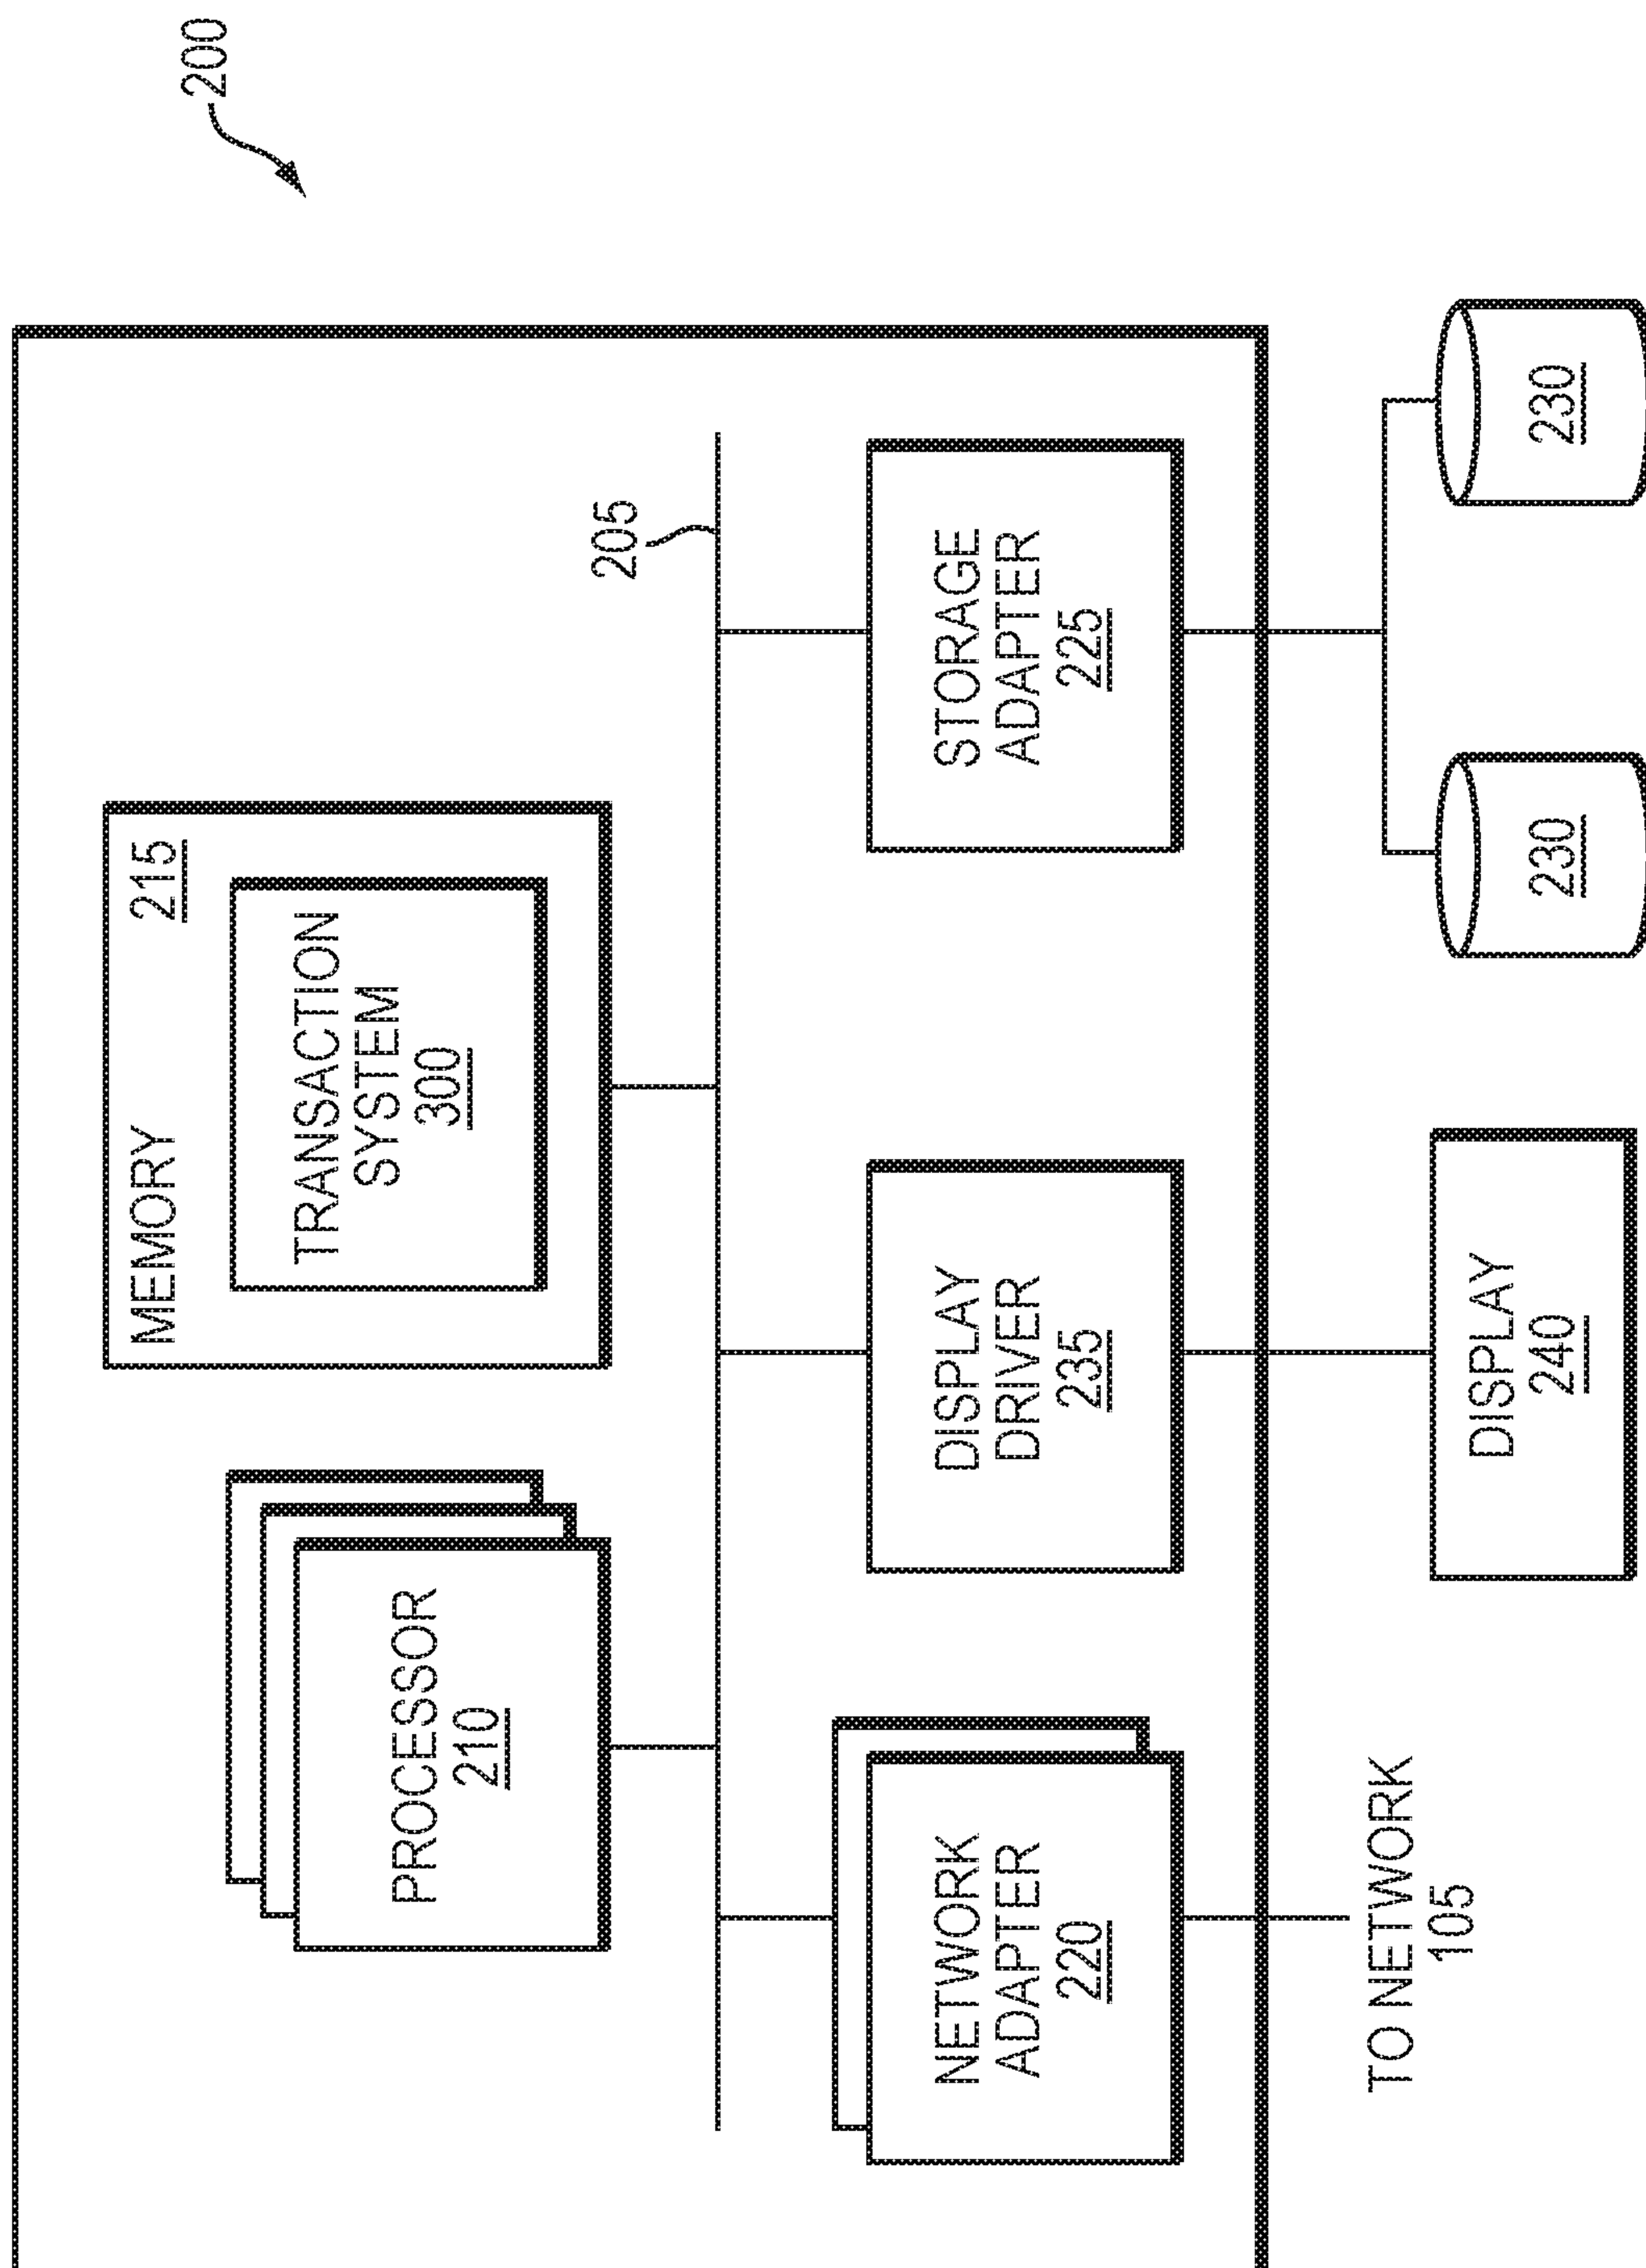 200
MEMORY 215
TRANSACTION
SYSTEM
300
PROCESSOR
210
205
NETWORK
ADAPTER
220
DISPLAY
DRIVER
235
STORAGE
ADAPTER
225
TO NETWORK
105
DISPLAY
240
230
230